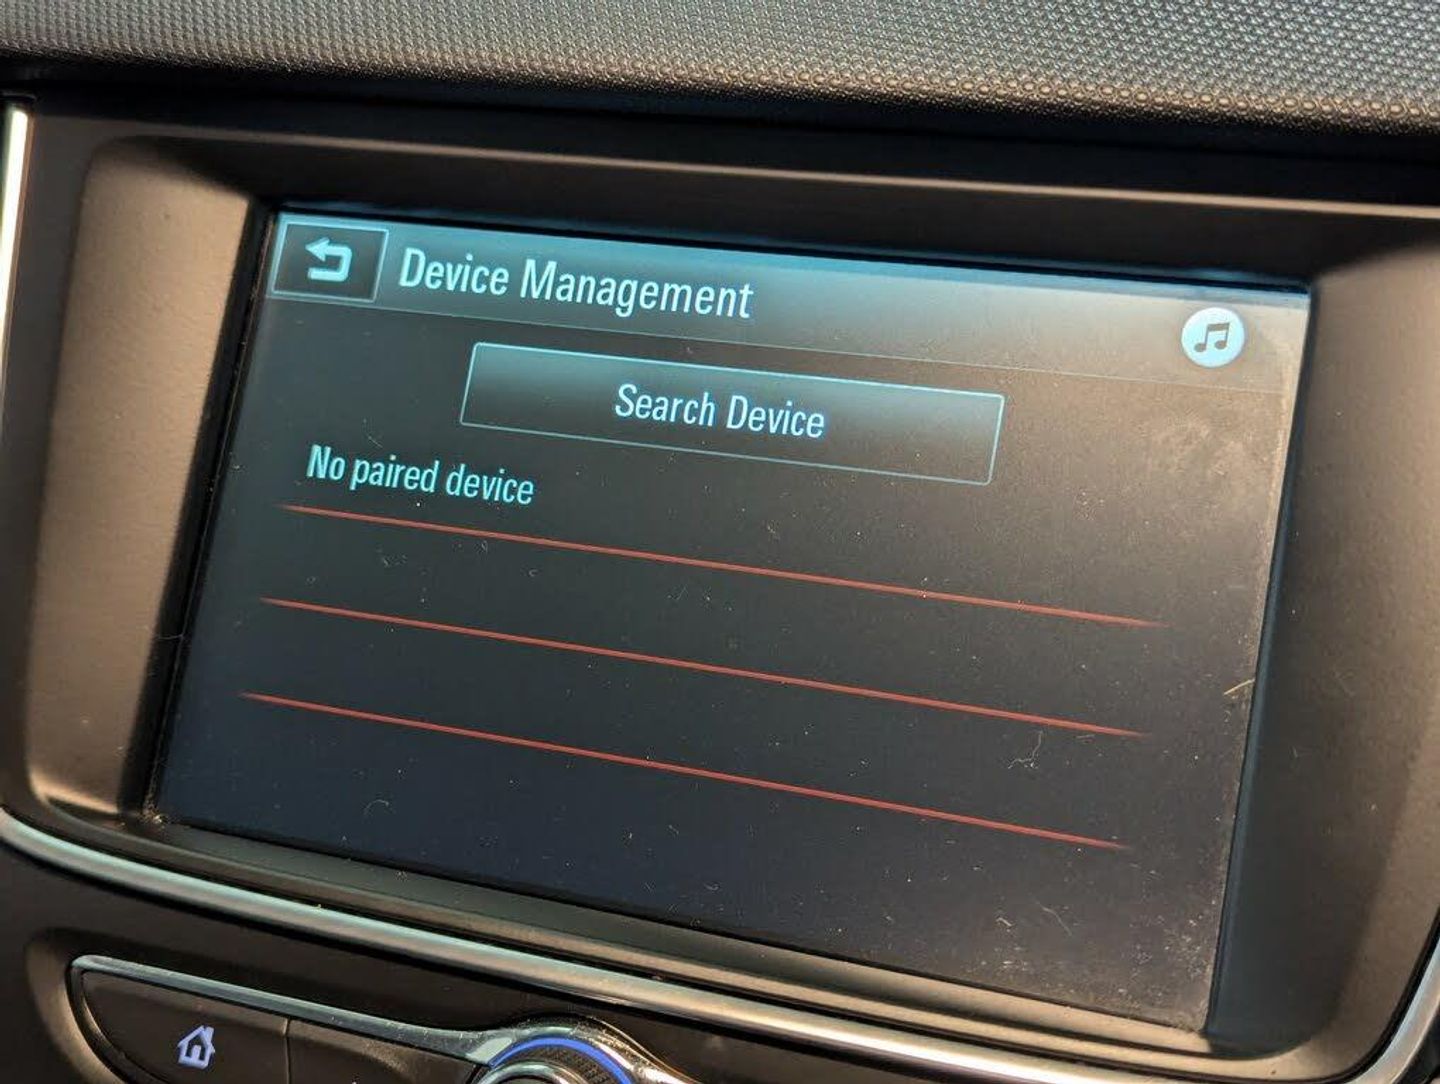 Device Management
Search Device
No paired device